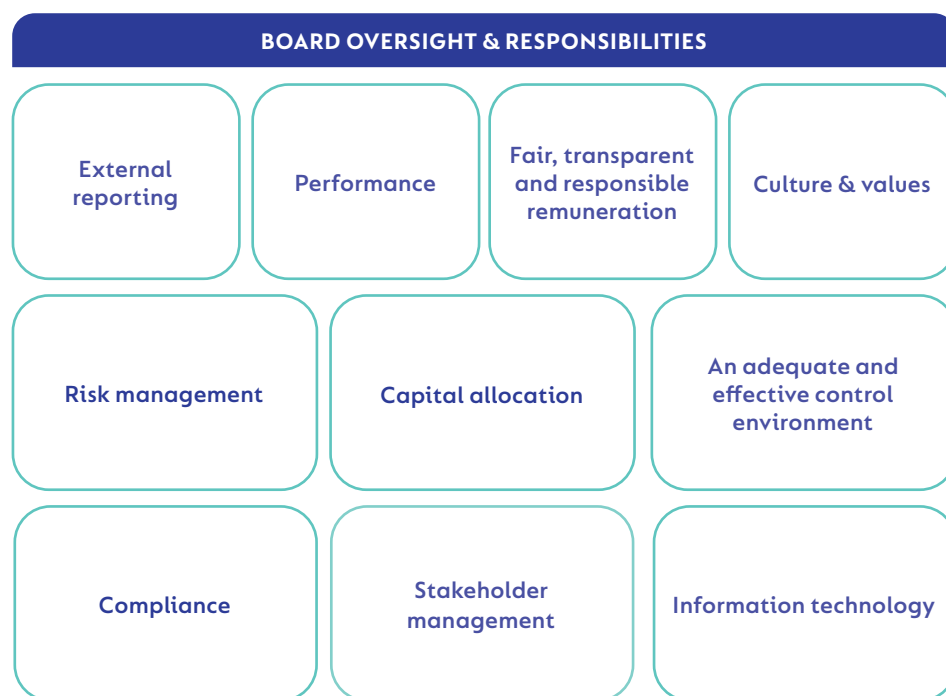 BOARD OVERSIGHT & RESPONSIBILITIES
External
reporting
Performance
Fair, transparent
and responsible
remuneration
Culture & values
Risk management
Capital allocation
An adequate and
effective control
environment
Compliance
Stakeholder
management
Information technology